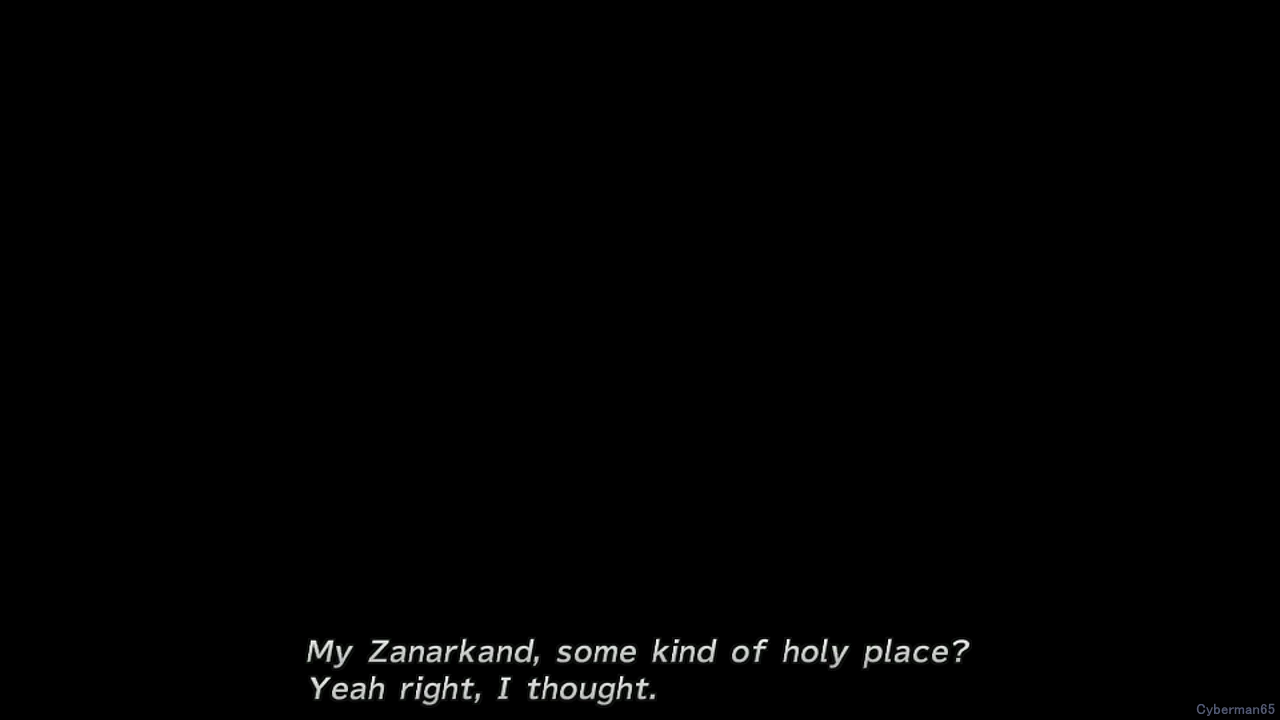 My Zanarkand, some kind of holy place?
Yeah right, I thought.
Cyberman65